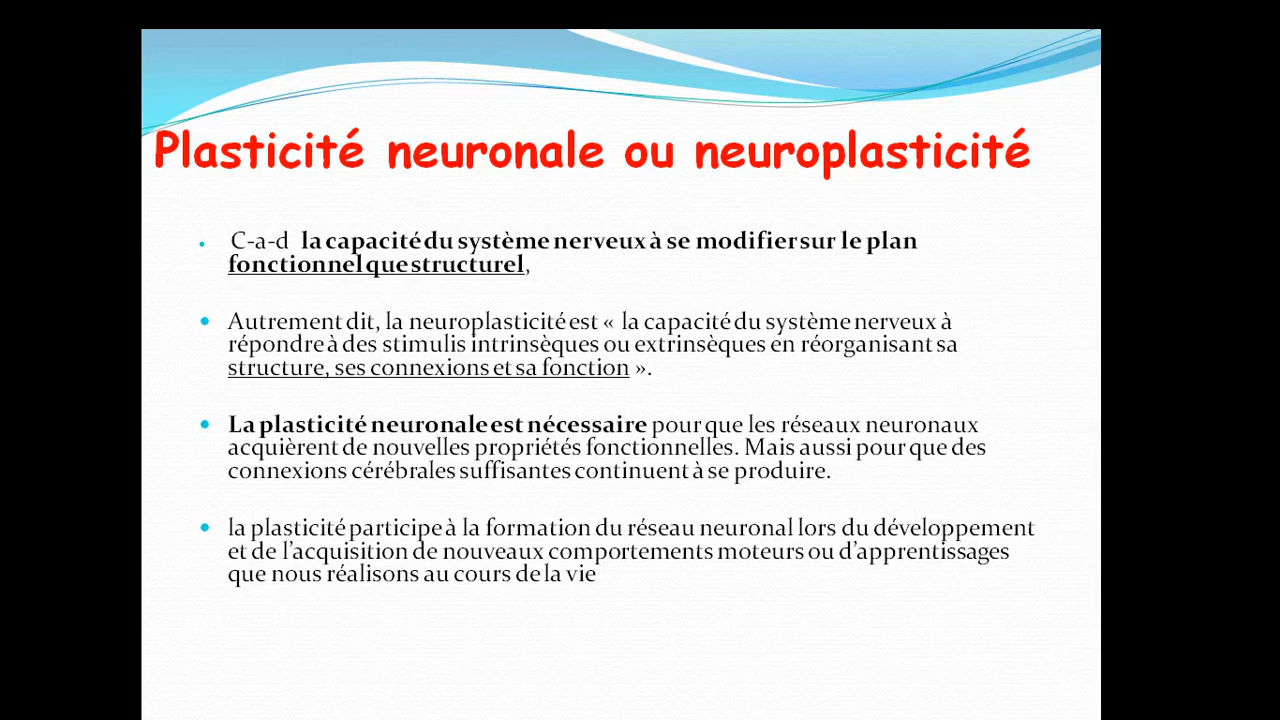 Plasticité neuronale ou neuroplasticité
C-a-d la capacité du système nerveux à se modifier sur le plan
fonctionnel que structurel,
Autrement dit, la neuroplasticité est « la capacité du système nerveux à
répondre à des stimulis intrinsèques ou extrinsèques en réorganisant sa
structure, ses connexions et sa fonction ».
La plasticité neuronale est nécessaire pour que les réseaux neuronaux
acquièrent de nouvelles propriétés fonctionnelles. Mais aussi pour que des
connexions cérébrales suffisantes continuent à se produire.
la plasticité participe à la formation du réseau neuronal lors du développement
et de l'acquisition de nouveaux comportements moteurs ou d'apprentissages
que nous réalisons au cours de la vie